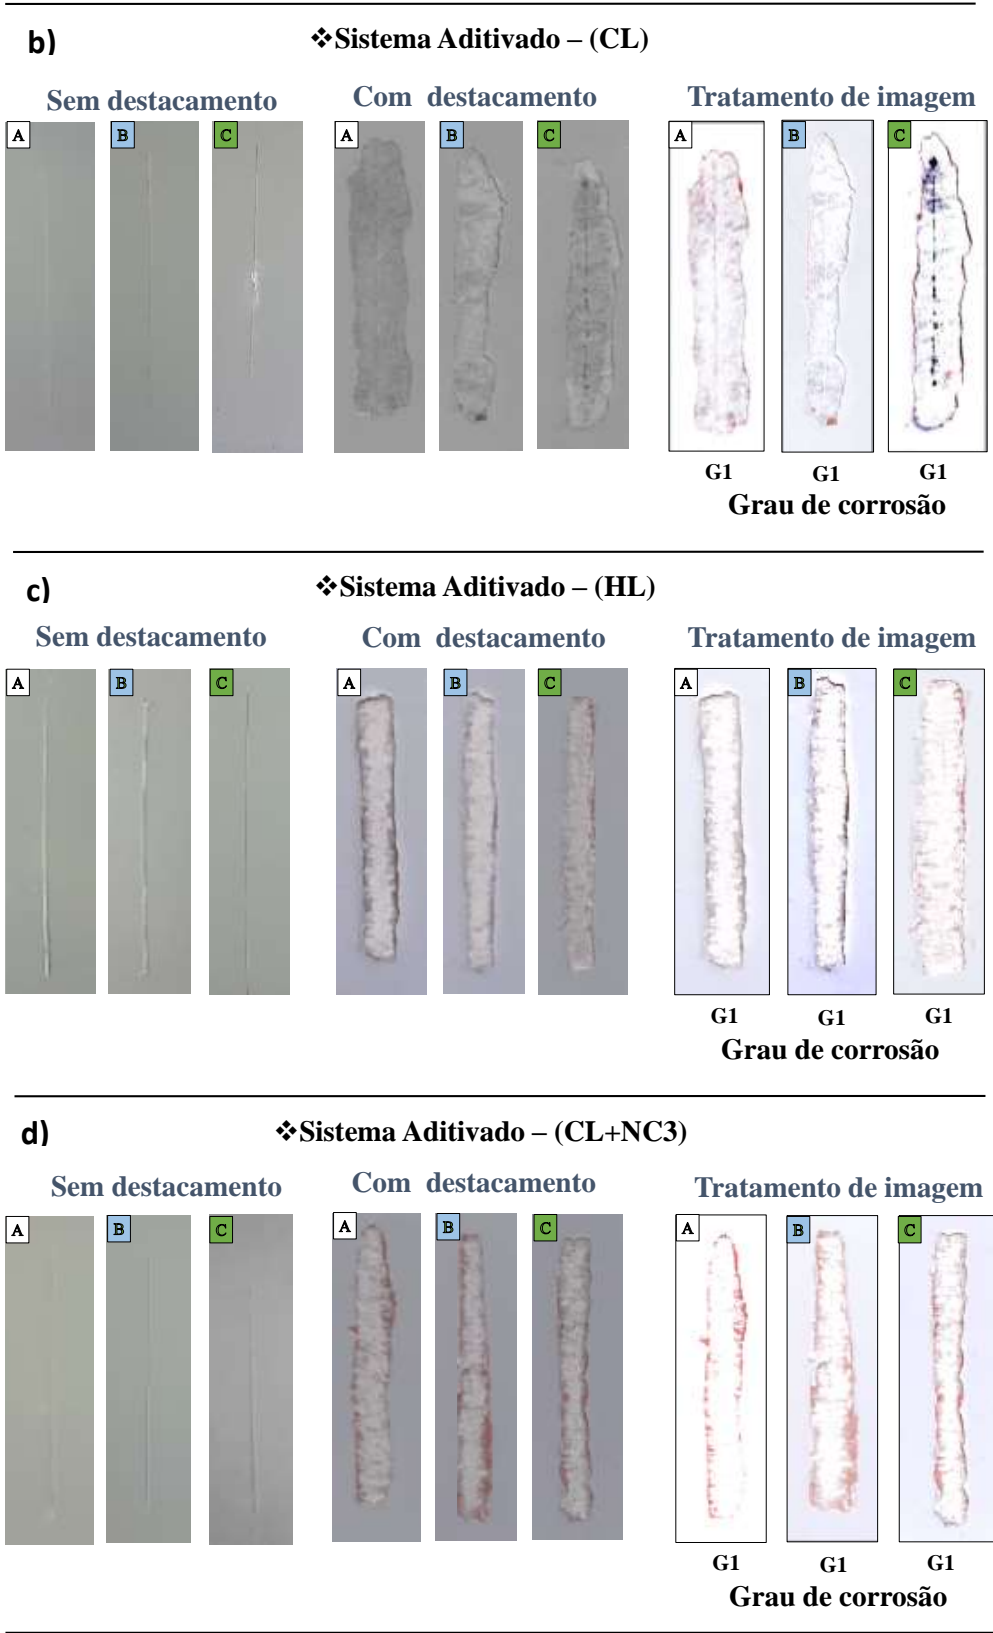 b)
❖Sistema Aditivado – (CL)
Sem destacamento
Com destacamento
Tratamento de imagem
A B C A B C A B C
G1 G1 G1
Grau de corrosão
c)
❖Sistema Aditivado – (HL)
Sem destacamento
Com destacamento
Tratamento de imagem
A B C A B C A B C
G1 G1 G1
Grau de corrosão
d)
❖Sistema Aditivado – (CL+NC3)
Sem destacamento
Com destacamento
Tratamento de imagem
A B C A B C A B C
G1 G1 G1
Grau de corrosão